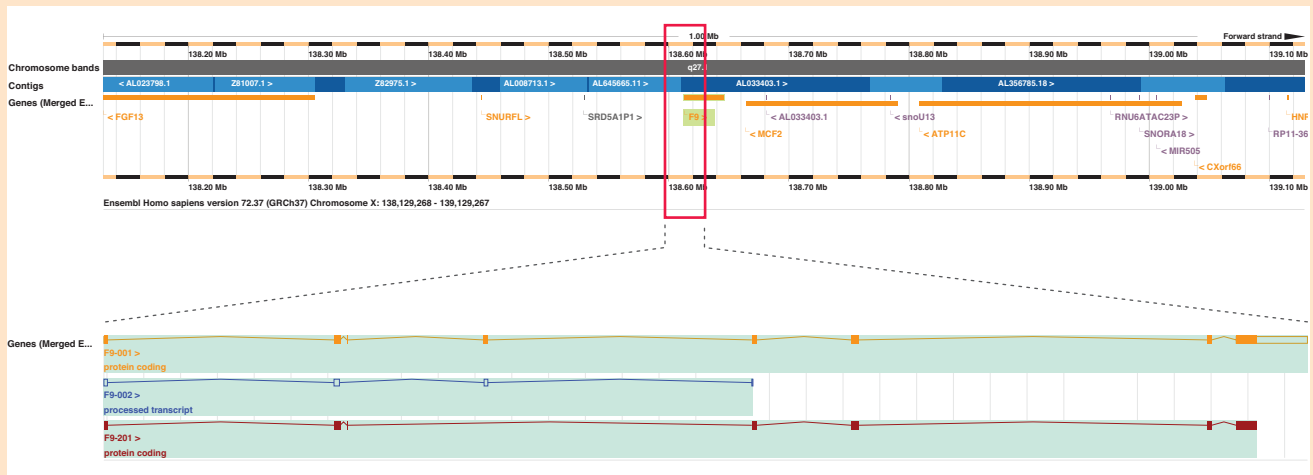 1.00 Mb Forward strand
138.20 Mb 138.30 Mb 138.40 Mb 138.50 Mb 138.60 Mb 138.70 Mb 138.80 Mb 138.90 Mb 139.00 Mb 139.10 Mb
Chromosome bands
Contigs < AL023798.1 Z81007.1 > Z82975.1 > AL008713.1 > AL645665.11 > AL033403.1 > AL356785.18 >
Genes (Merged E...
< FGF13 SNURFL > SRD5A1P1 > F9 > < AL033403.1 < snoU13 RNU6ATAC23P > HNF
< MCF2 < ATP11C SNORA18 > RP11-36
< MIR505
< CXorf66
138.20 Mb 138.30 Mb 138.40 Mb 138.50 Mb 138.60 Mb 138.70 Mb 138.80 Mb 138.90 Mb 139.00 Mb 139.10 Mb
Ensembl Homo sapiens version 72.37 (GRCh37) Chromosome X: 138,129,268 - 139,129,267
Genes (Merged E...
F9-001 >
protein coding
F9-002 >
processed transcript
F9-201 >
protein coding